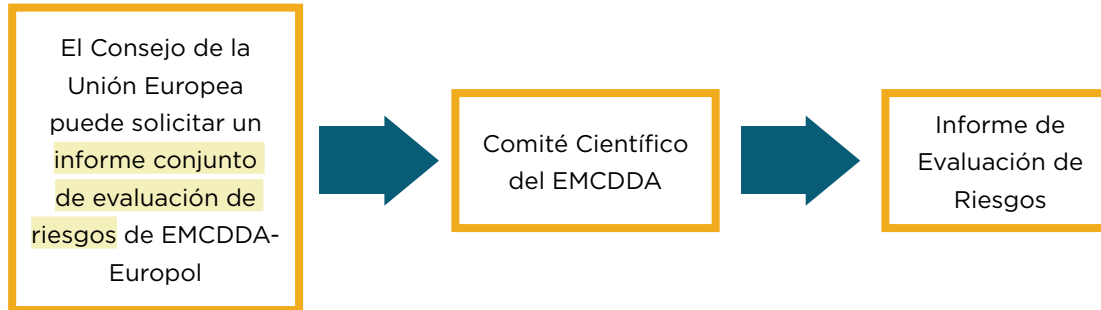 El Consejo de la
Unión Europea
puede solicitar un
informe conjunto
de evaluación de
riesgos de EMCDDA-
Europol
Comité Científico
del EMCDDA
Informe de
Evaluación de
Riesgos